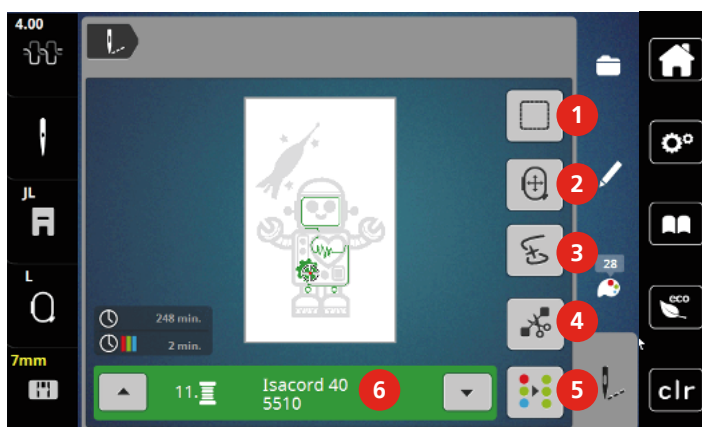 4.00
JL
L
7mm
248 min.
2 min.
11.
Isacord 40
5510
1
2
3
28
4
5
6
eco
clr